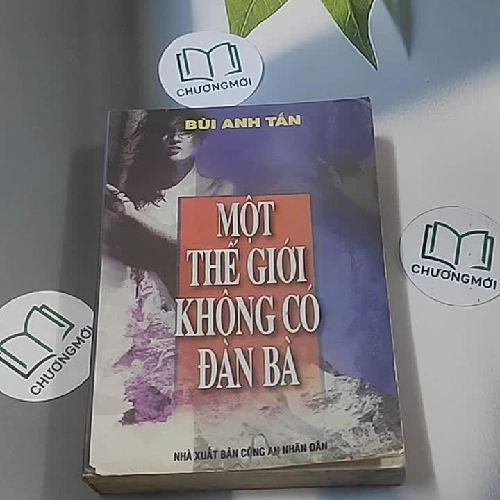 CHƯƠNGMỚI
BÙI ANH TẤN
MỘT
THẾ GIỚI
KHÔNG CÓ
ĐÀN BÀ
NHÀ XUẤT BẢN CÔNG AN NHÂN DÂN
CHƯƠNGMỚI
CHƯƠNGMỚI